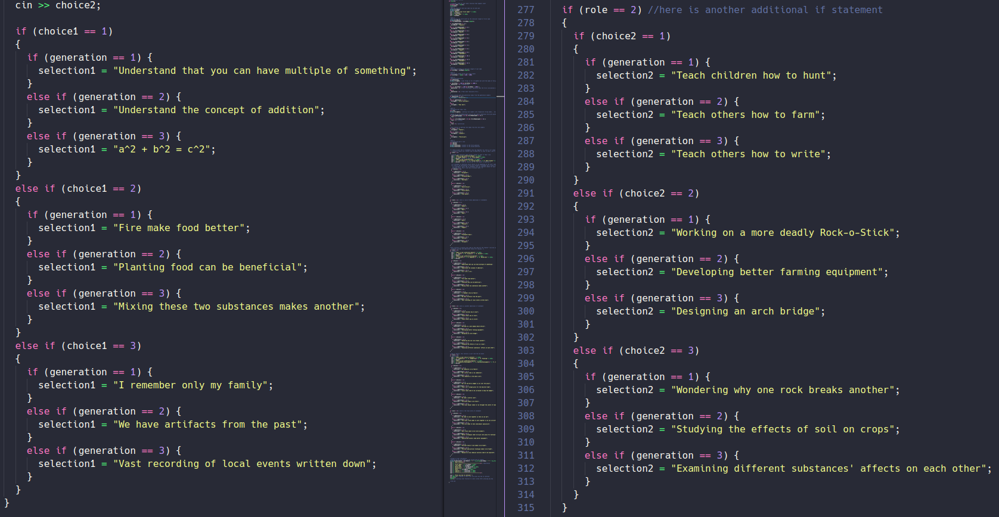 cin >> choice2;
if (choice1 == 1)
{
if (generation == 1) {
selection1 = "Understand that you can have multiple of something";
}
else if (generation == 2) {
selection1 = "Understand the concept of addition";
}
else if (generation == 3) {
selection1 = "a^2 + b^2 = c^2";
}
}
else if (choice1 == 2)
{
if (generation == 1) {
selection1 = "Fire make food better";
}
else if (generation == 2) {
selection1 = "Planting food can be beneficial";
}
else if (generation == 3) {
selection1 = "Mixing these two substances makes another";
}
}
else if (choice1 == 3)
{
if (generation == 1) {
selection1 = "I remember only my family";
}
else if (generation == 2) {
selection1 = "We have artifacts from the past";
}
else if (generation == 3) {
selection1 = "Vast recording of local events written down";
}
}
}
277 if (role == 2) //here is another additional if statement
278 {
279 if (choice2 == 1)
280 {
281 if (generation == 1) {
282 selection2 = "Teach children how to hunt";
283 }
284 else if (generation == 2) {
285 selection2 = "Teach others how to farm";
286 }
287 else if (generation == 3) {
288 selection2 = "Teach others how to write";
289 }
290 }
291 else if (choice2 == 2)
292 {
293 if (generation == 1) {
294 selection2 = "Working on a more deadly Rock-o-Stick";
295 }
296 else if (generation == 2) {
297 selection2 = "Developing better farming equipment";
298 }
299 else if (generation == 3) {
300 selection2 = "Designing an arch bridge";
301 }
302 }
303 else if (choice2 == 3)
304 {
305 if (generation == 1) {
306 selection2 = "Wondering why one rock breaks another";
307 }
308 else if (generation == 2) {
309 selection2 = "Studying the effects of soil on crops";
310 }
311 else if (generation == 3) {
312 selection2 = "Examining different substances' affects on each other";
313 }
314 }
315 }